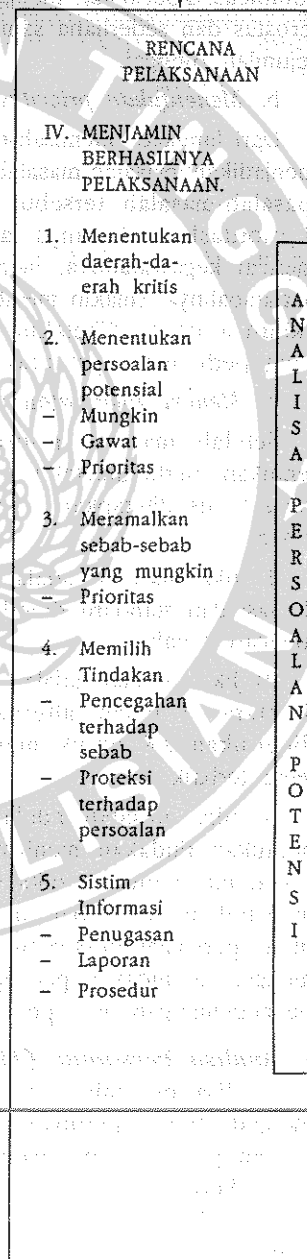 RENCANA
PELAKSANAAN
IV. MENJAMIN
BERHASILNYA
PELAKSANAAN.
1. Menentukan
daerah-da-
erah kritis
2. Menentukan
persoalan
potensial
– Mungkin
– Gawat
– Prioritas
3. Meramalkan
sebab-sebab
yang mungkin
– Prioritas
4. Memilih
Tindakan
– Pencegahan
terhadap
sebab
– Proteksi
terhadap
persoalan
5. Sistim
Informasi
– Penugasan
– Laporan
– Prosedur
A
N
A
L
I
S
A
P
E
R
S
O
A
L
A
N
P
O
T
E
N
S
I